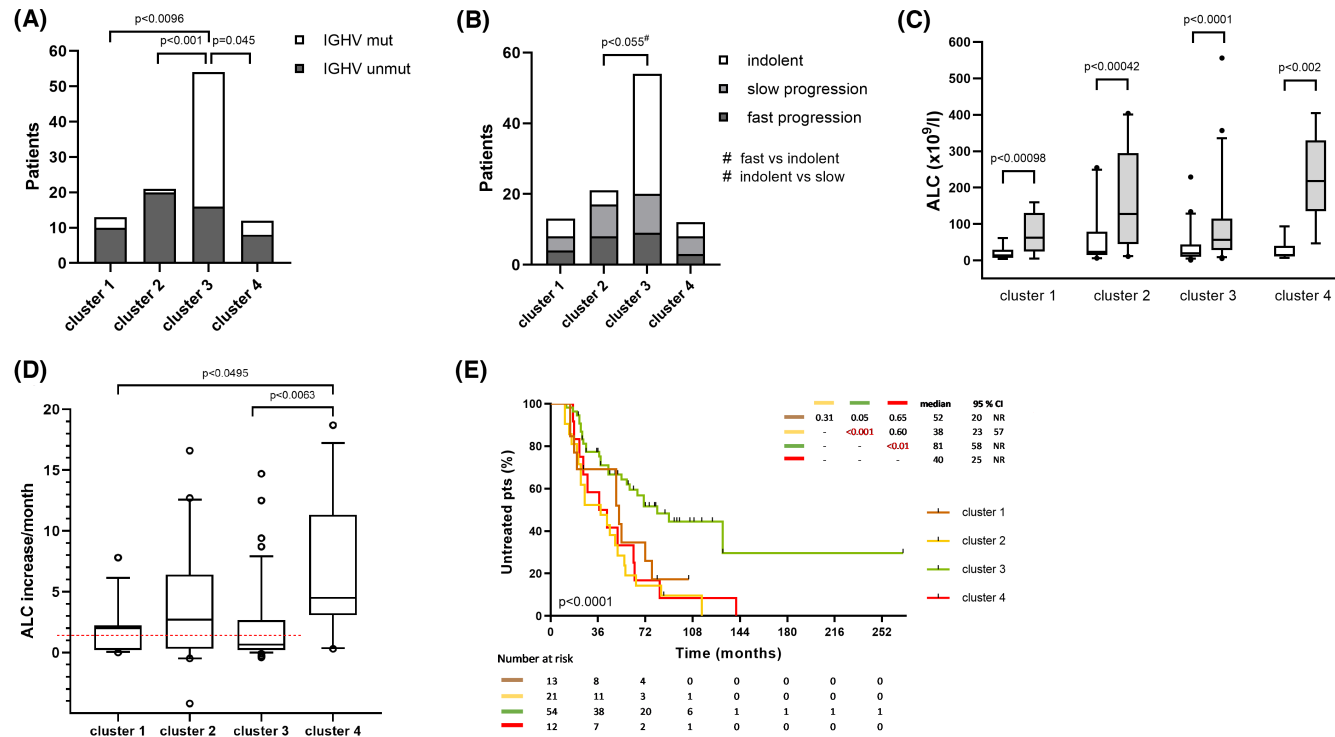 (A)
p<0.0096
p<0.001 p=0.045
IGHV mut
IGHV unmut
Patients
60
50
40
30
20
10
0
cluster 1
cluster 2
cluster 3
cluster 4
(B)
p<0.055#
indolent
slow progression
fast progression
# fast vs indolent
# indolent vs slow
Patients
60
40
20
0
cluster 1
cluster 2
cluster 3
cluster 4
(C)
p<0.00098
p<0.00042
p<0.0001
p<0.002
ALC (x10⁹/l)
600
500
400
300
200
100
0
cluster 1
cluster 2
cluster 3
cluster 4
(D)
p<0.0495
p<0.0063
ALC increase/month
20
15
10
5
0
cluster 1
cluster 2
cluster 3
cluster 4
(E)
median 95 % CI
0.31 0.05 0.65 52 20 NR
- <0.001 0.60 38 23 57
- - <0.01 81 58 NR
- - - 40 25 NR
cluster 1
cluster 2
cluster 3
cluster 4
Untreated pts (%)
100
80
60
40
20
0
p<0.0001
0 36 72 108 144 180 216 252
Time (months)
Number at risk
13 8 4 0 0 0 0 0
21 11 3 1 0 0 0 0
54 38 20 6 1 1 1 1
12 7 2 1 0 0 0 0